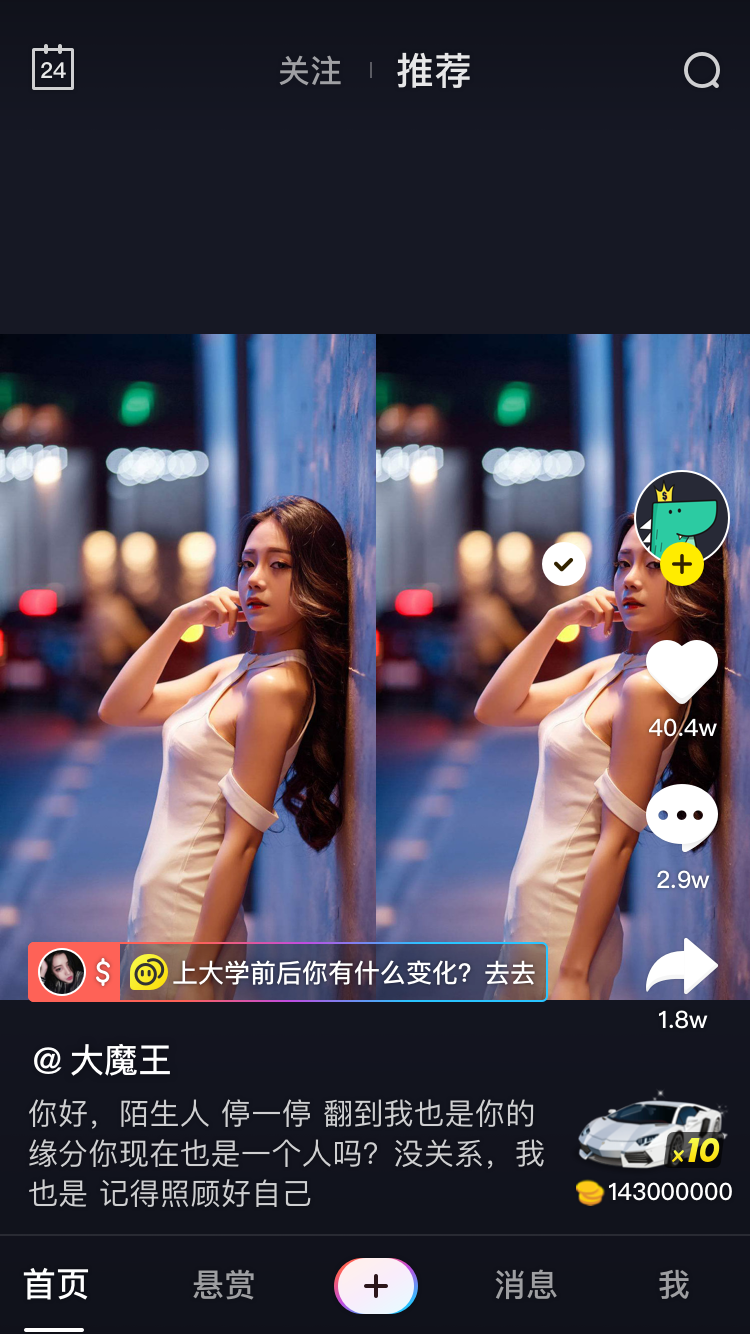 24
关注
推荐
40.4w
2.9w
$ 上大学前后你有什么变化？去去
1.8w
@ 大魔王
你好，陌生人 停一停 翻到我也是你的
缘分你现在也是一个人吗？没关系，我
也是 记得照顾好自己
x10
143000000
首页
悬赏
+
消息
我